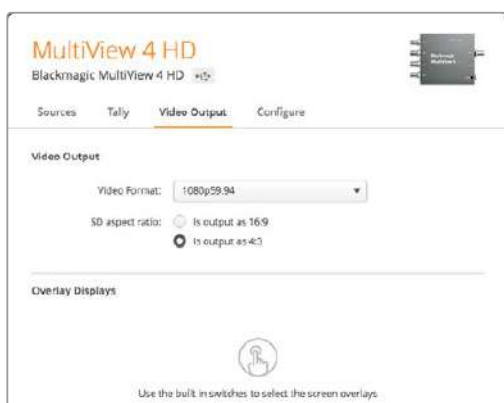 MultiView 4 HD
Blackmagic MultiView 4 HD
Sources Tally Video Output Configure
Video Output
Video Format: 1080p59.94
SD aspect ratio: Is output as 16:9
Is output as 4:3
Overlay Displays
Use the built in switches to select the screen overlays